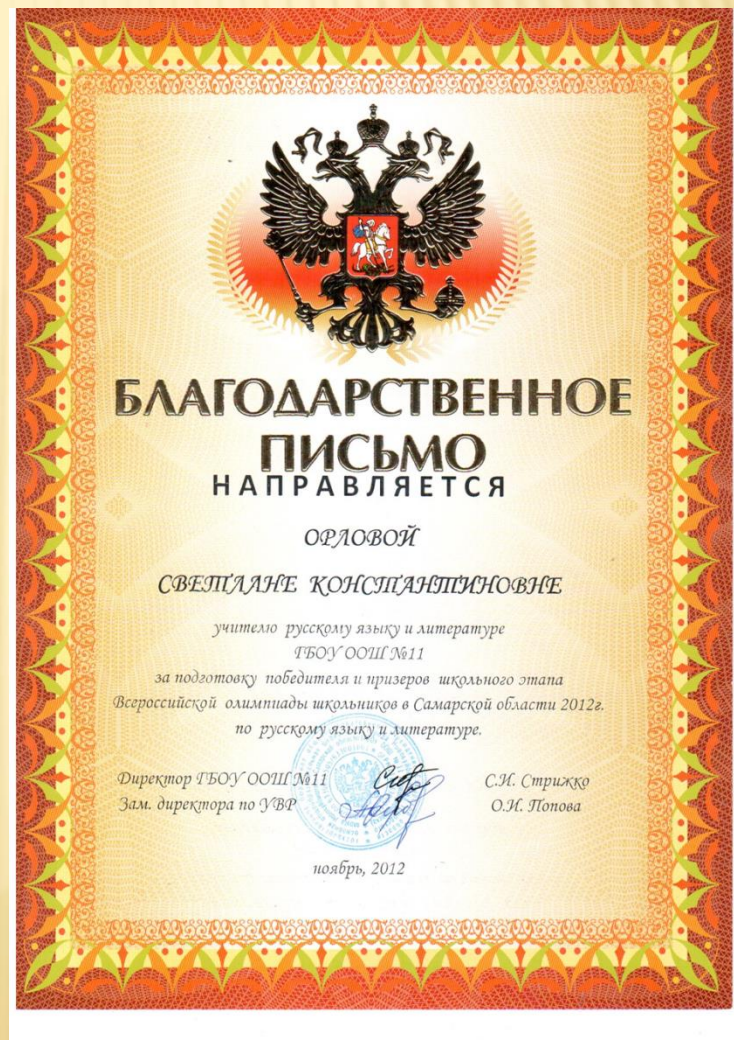 БЛАГОДАРСТВЕННОЕ
ПИСЬМО
НАПРАВЛЯЕТСЯ
ОРЛОВОЙ
СВЕТЛАНЕ КОНСТАНТИНОВНЕ
учителю русскому языку и литературе
ГБОУ ООШ №11
за подготовку победителя и призеров школьного этапа
Всероссийской олимпиады школьников в Самарской области 2012г.
по русскому языку и литературе.
Директор ГБОУ ООШ №11 С.И. Стрижко
Зам. директора по УВР О.И. Попова
ноябрь, 2012